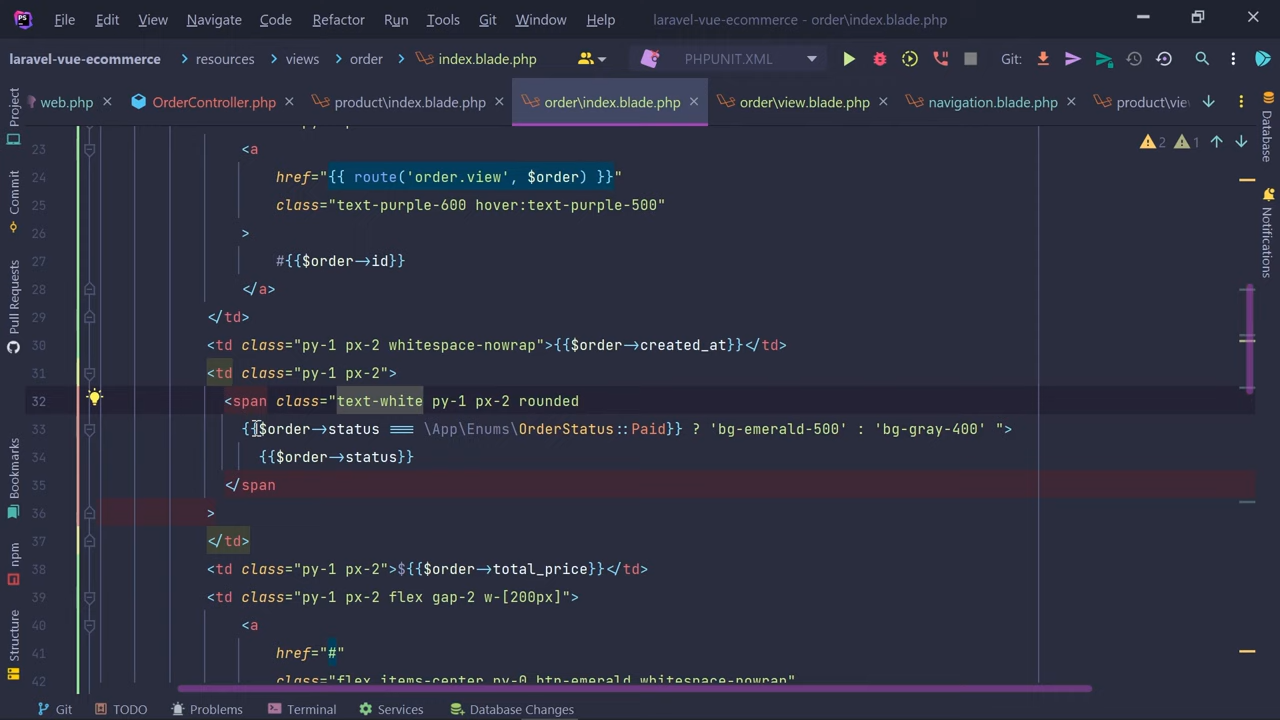 PS File Edit View Navigate Code Refactor Run Tools Git Window Help laravel-vue-ecommerce - order\index.blade.php
laravel-vue-ecommerce › resources › views › order › index.blade.php PHPUNIT.XML Git:
web.php OrderController.php product\index.blade.php order\index.blade.php order\view.blade.php navigation.blade.php product\vie
2 1
23 <a
24 href="{{ route('order.view', $order) }}"
25 class="text-purple-600 hover:text-purple-500"
26 >
27 #{{$order->id}}
28 </a>
29 </td>
30 <td class="py-1 px-2 whitespace-nowrap">{{$order->created_at}}</td>
31 <td class="py-1 px-2">
32 <span class="text-white py-1 px-2 rounded
33 {{$order->status === \App\Enums\OrderStatus::Paid}} ? 'bg-emerald-500' : 'bg-gray-400' ">
34 {{$order->status}}
35 </span
36 >
37 </td>
38 <td class="py-1 px-2">${{$order->total_price}}</td>
39 <td class="py-1 px-2 flex gap-2 w-[200px]">
40 <a
41 href="#"
42 class="flex items-center py-0 btn-emerald whitespace-nowrap"
Project
Commit
Pull Requests
Bookmarks
npm
Structure
Database
Notifications
Git TODO Problems Terminal Services Database Changes